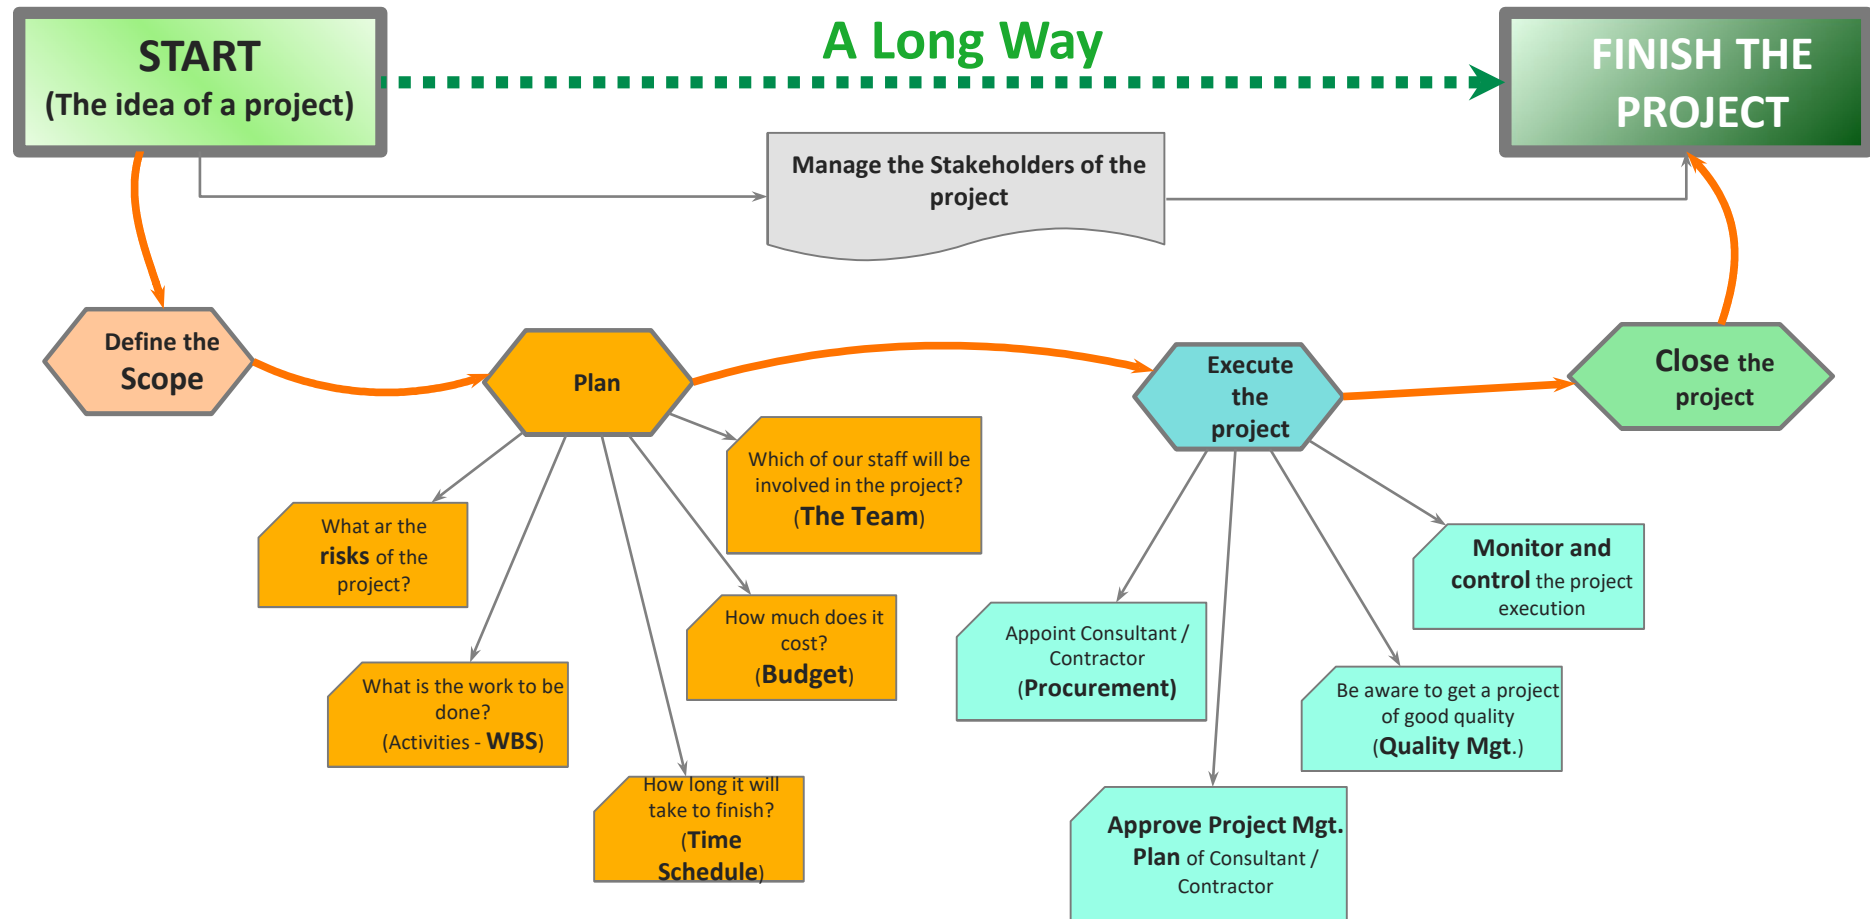 START
(The idea of a project)
A Long Way
FINISH THE
PROJECT
Manage the Stakeholders of the
project
Define the
Scope
Plan
Execute
the
project
Close the
project
Which of our staff will be
involved in the project?
(The Team)
What ar the
risks of the
project?
How much does it
cost?
(Budget)
What is the work to be
done?
(Activities - WBS)
How long it will
take to finish?
(Time
Schedule)
Monitor and
control the project
execution
Appoint Consultant /
Contractor
(Procurement)
Be aware to get a project
of good quality
(Quality Mgt.)
Approve Project Mgt.
Plan of Consultant /
Contractor